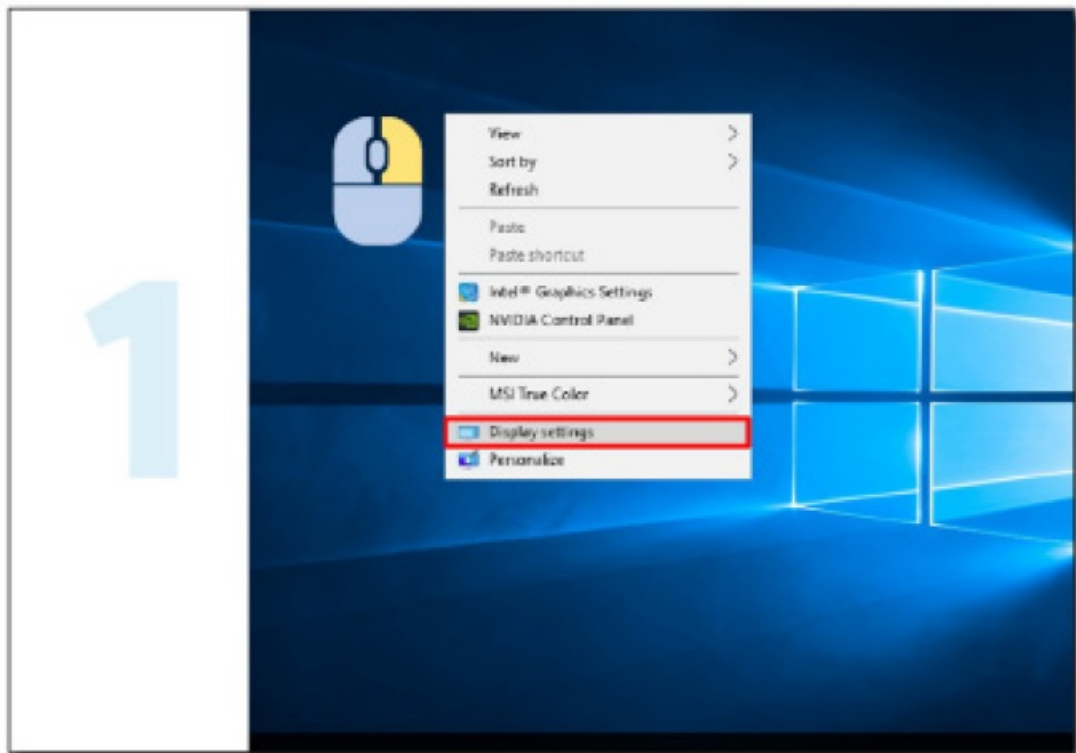 1
View
Sort by
Refresh
Paste
Paste shortcut
Intel® Graphics Settings
NVIDIA Control Panel
New
MSI True Color
Display settings
Personalize